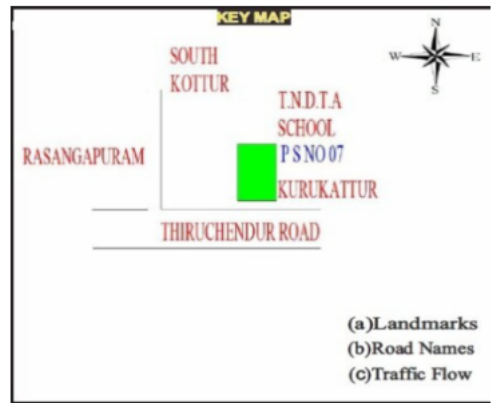 KEY MAP
N
W
E
S
SOUTH
KOTTUR
T.N.D.T.A
SCHOOL
RASANGAPURAM
P S NO 07
KURUKATTUR
THIRUCHENDUR ROAD
(a)Landmarks
(b)Road Names
(c)Traffic Flow